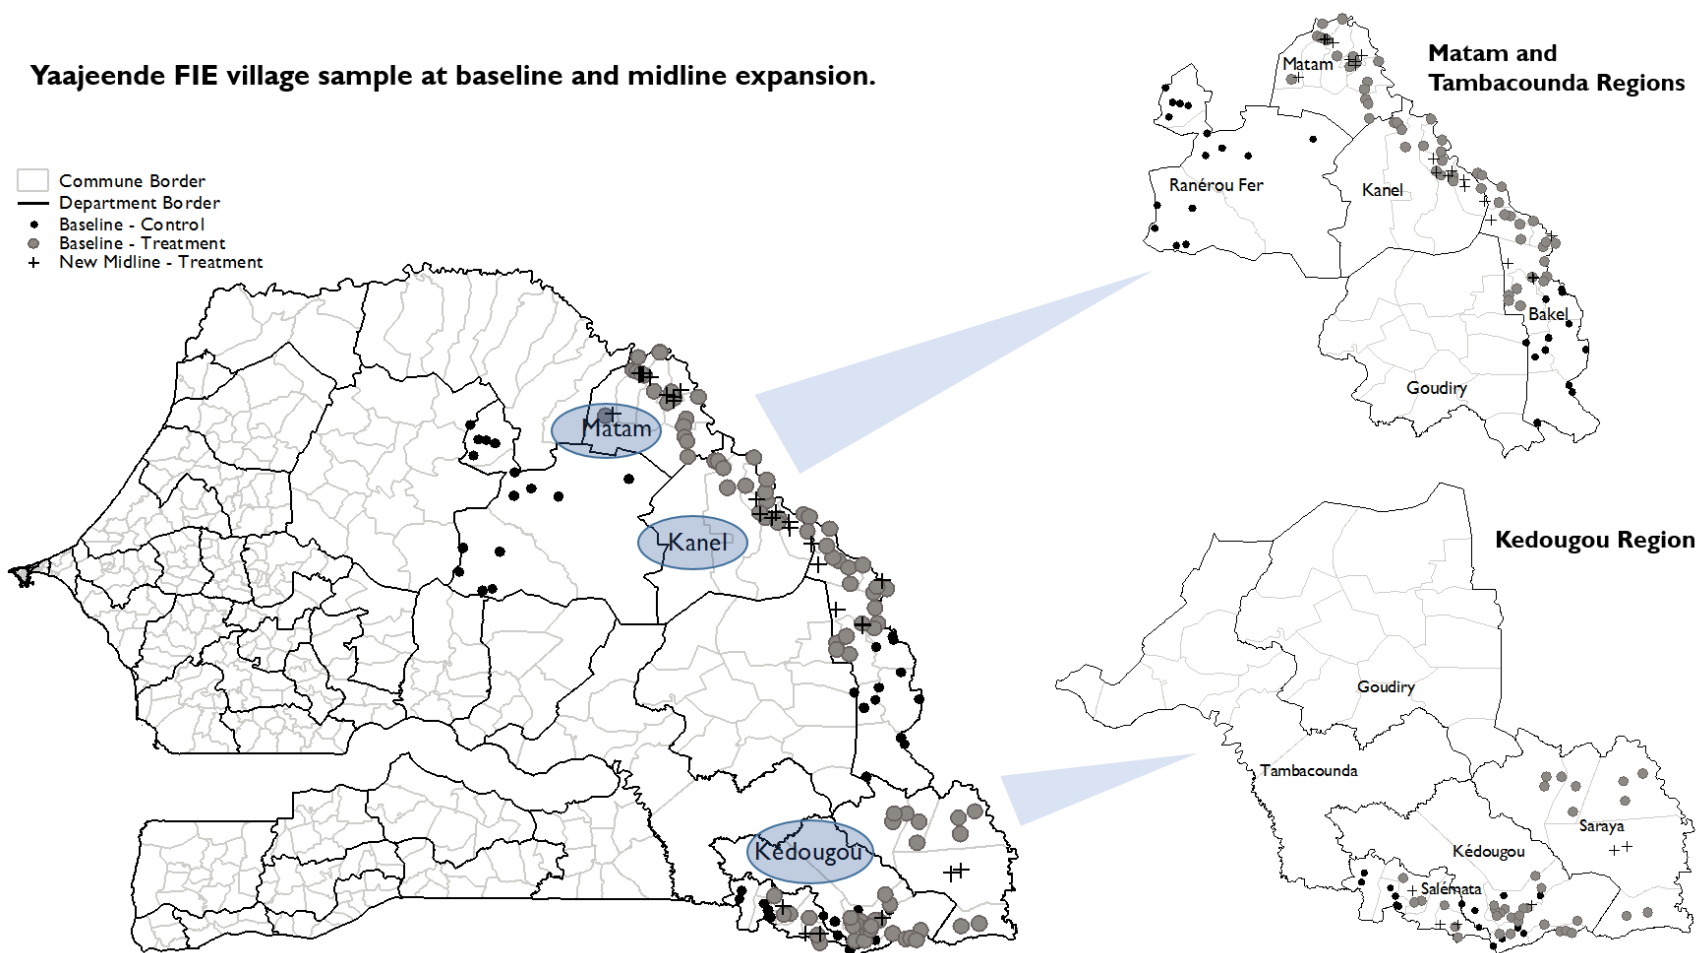 Yaajeende FIE village sample at baseline and midline expansion.
Commune Border
Department Border
Baseline - Control
Baseline - Treatment
New Midline - Treatment
Matam
Kanel
Kédougou
Matam and
Tambacounda Regions
Matam
Ranérou Fer
Kanel
Bakel
Goudiry
Kedougou Region
Goudiry
Tambacounda
Saraya
Kédougou
Salémata